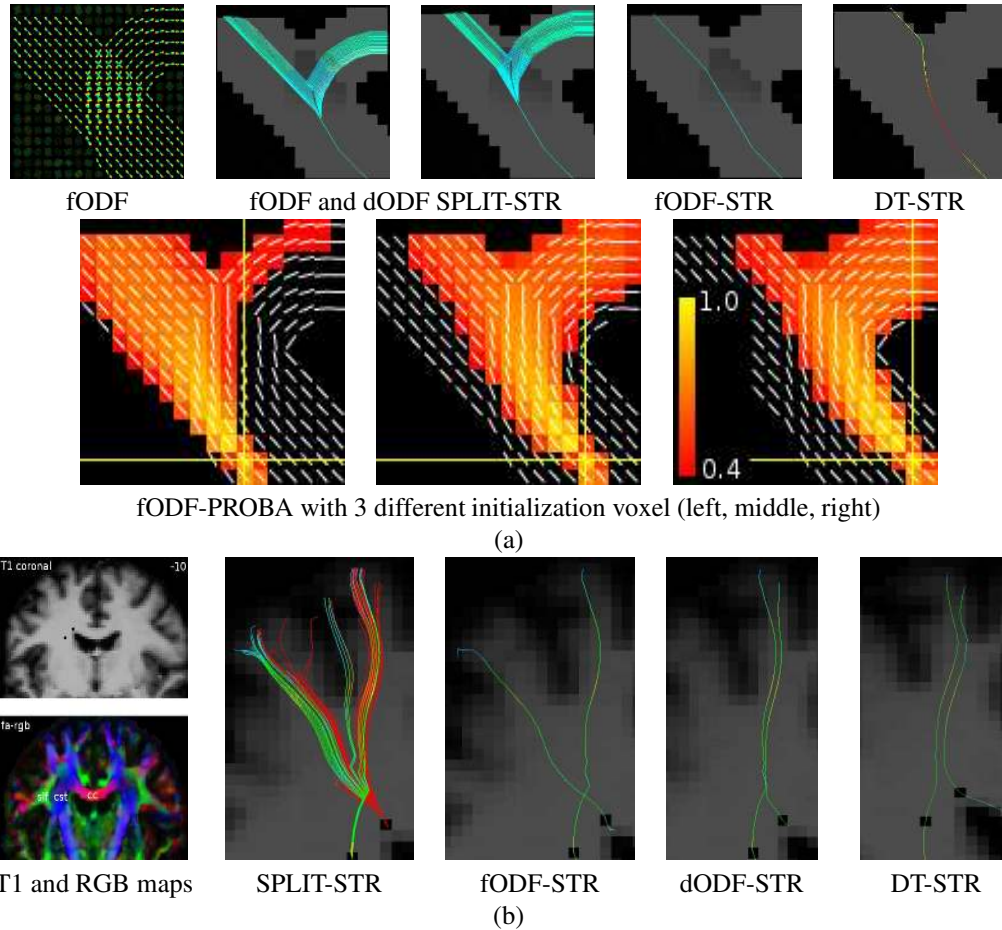 fODF
fODF and dODF SPLIT-STR
fODF-STR
DT-STR
1.0
0.4
fODF-PROBA with 3 different initialization voxel (left, middle, right)
(a)
T1 coronal
-10
fa-rgb
slf cst cc
T1 and RGB maps
SPLIT-STR
fODF-STR
dODF-STR
DT-STR
(b)